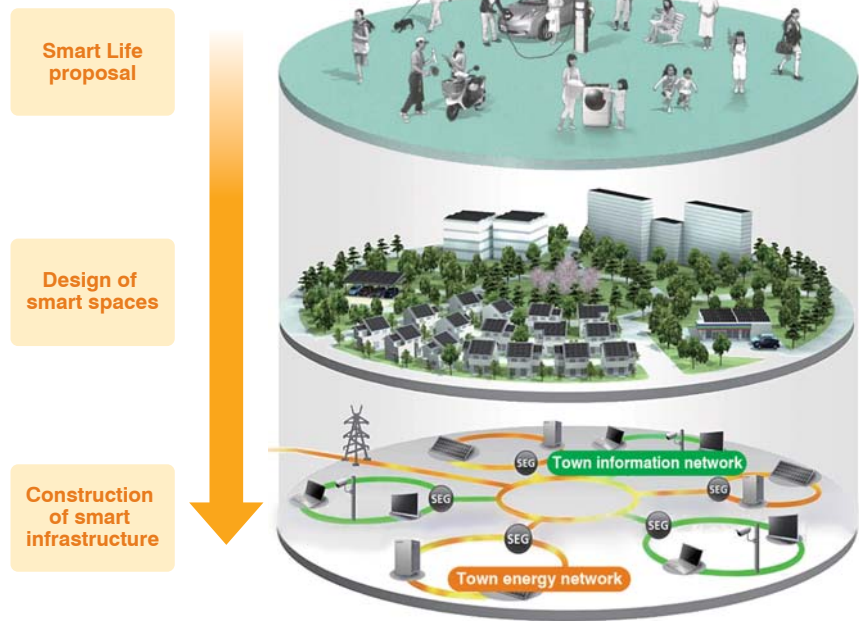 Smart Life
proposal
Design of
smart spaces
Construction
of smart
infrastructure
SEG
Town information network
SEG
SEG
SEG
SEG
Town energy network